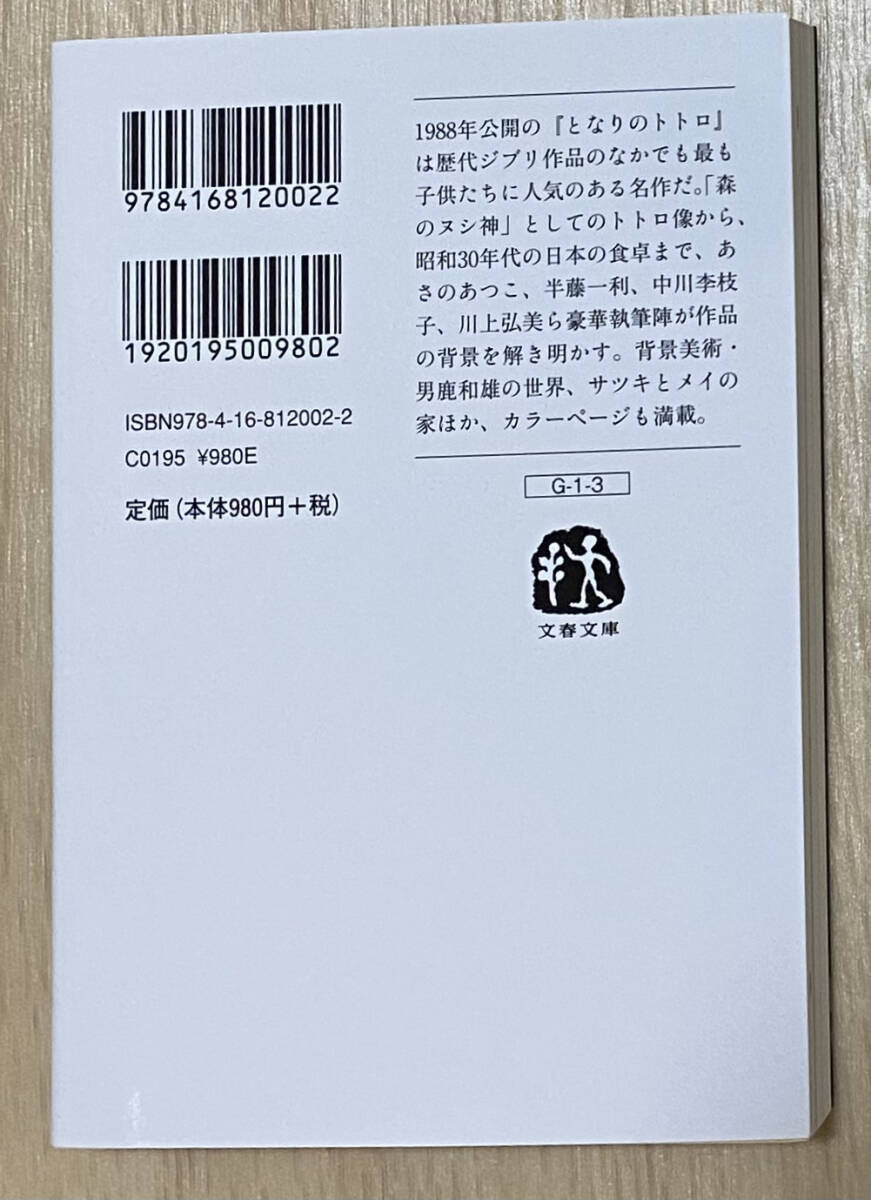 9784168120022
1920195009802
ISBN978-4-16-812002-2
C0195 ¥980E
定価(本体980円+税)
1988年公開の『となりのトトロ』
は歴代ジブリ作品のなかでも最も
子供たちに人気のある名作だ。「森
のヌシ神」としてのトトロ像から、
昭和30年代の日本の食卓まで、あ
さのあつこ、半藤一利、中川李枝
子、川上弘美ら豪華執筆陣が作品
の背景を解き明かす。背景美術・
男鹿和雄の世界、サツキとメイの
家ほか、カラーページも満載。
G-1-3
文春文庫